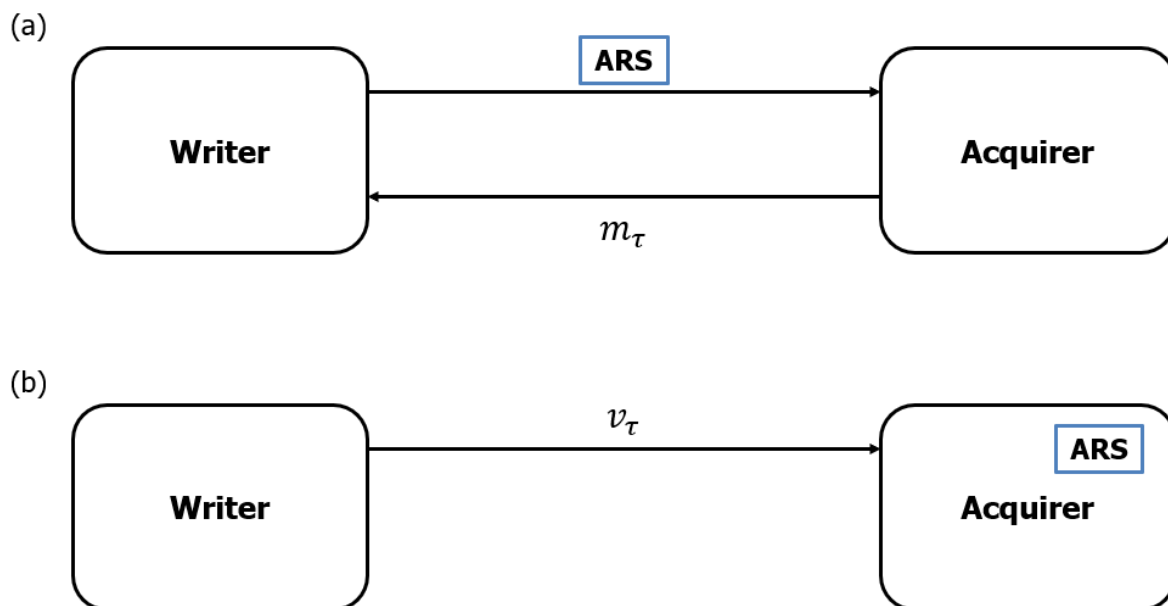 (a)
ARS
Writer
Acquirer
m_τ
(b)
v_τ
ARS
Writer
Acquirer